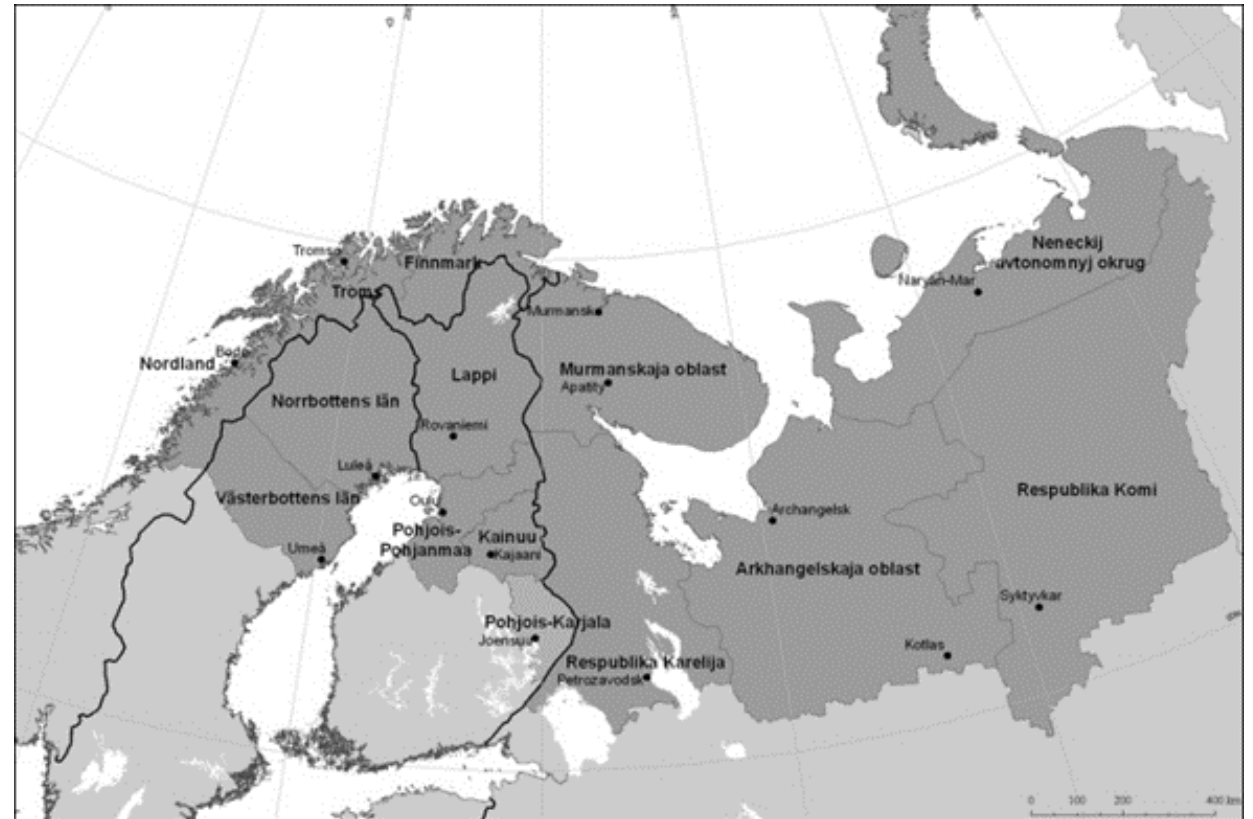 Neneckij
avtonomnyj okrug
Naryan-Mar
Tromsø
Finnmark
Troms
Murmansk
Nordland
Bodø
Murmanskaja oblast
Apatity
Lappi
Norrbottens län
Rovaniemi
Luleå
Västerbottens län
Respublika Komi
Oulu
Archangelsk
Pohjois-
Pohjanmaa
Kainuu
Kajaani
Umeå
Arkhangelskaja oblast
Syktyvkar
Pohjois-Karjala
Joensuu
Kotlas
Respublika Karelija
Petrozavodsk
0 100 200 400 km